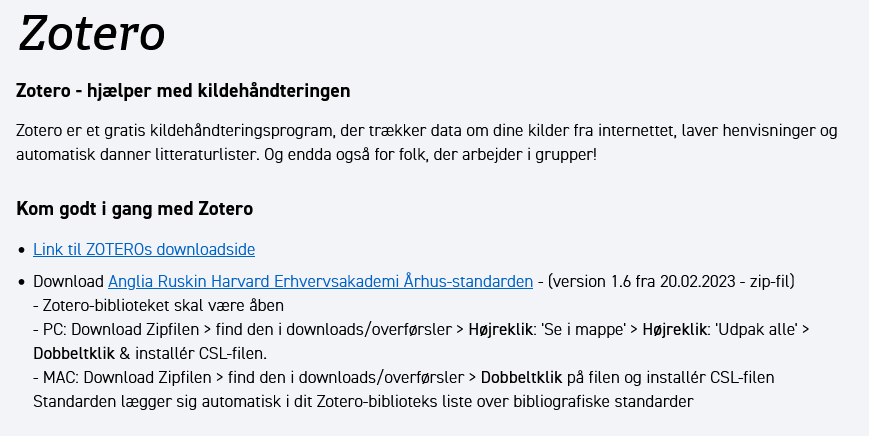 Zotero
Zotero - hjælper med kildehåndteringen
Zotero er et gratis kildehåndteringsprogram, der trækker data om dine kilder fra internettet, laver henvisninger og
automatisk danner litteraturlister. Og endda også for folk, der arbejder i grupper!
Kom godt i gang med Zotero
• Link til ZOTEROs downloadside
• Download Anglia Ruskin Harvard Erhvervsakademi Århus-standarden - (version 1.6 fra 20.02.2023 - zip-fil)
- Zotero-biblioteket skal være åben
- PC: Download Zipfilen > find den i downloads/overførsler > Højreklik: 'Se i mappe' > Højreklik: 'Udpak alle' >
Dobbeltklik & installér CSL-filen.
- MAC: Download Zipfilen > find den i downloads/overførsler > Dobbeltklik på filen og installér CSL-filen
Standarden lægger sig automatisk i dit Zotero-biblioteks liste over bibliografiske standarder